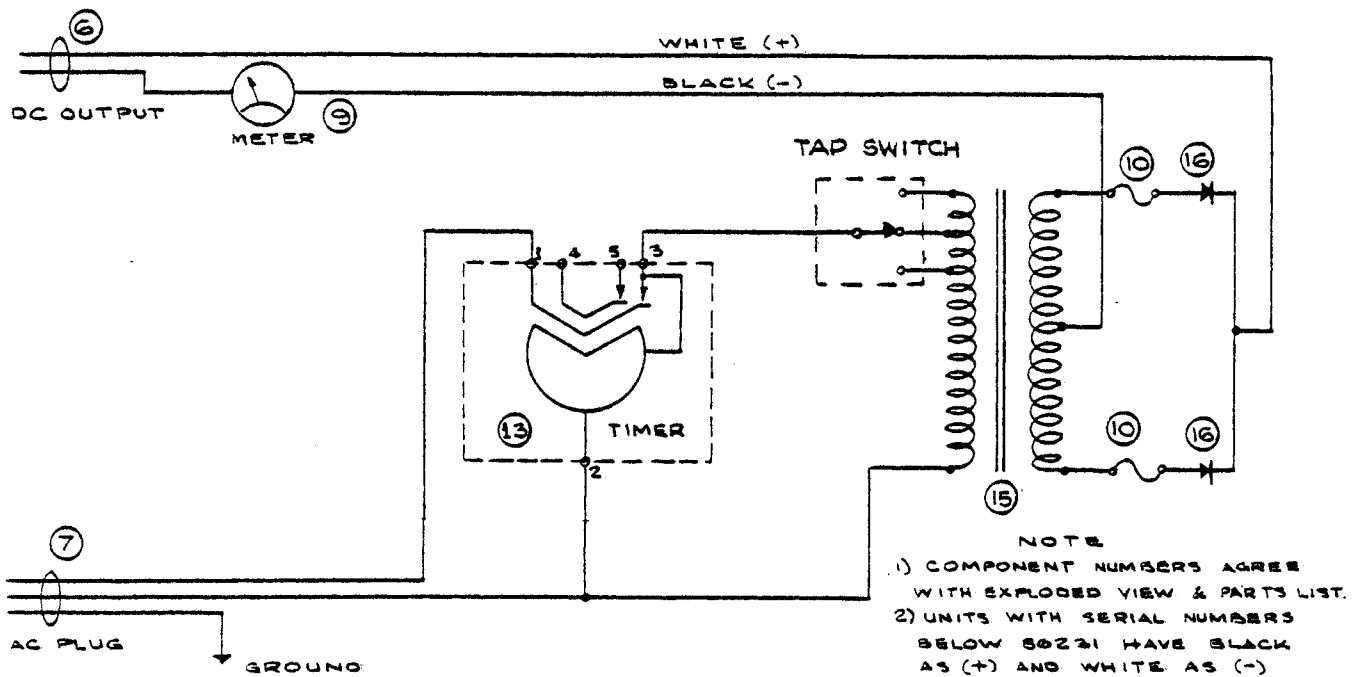 6
WHITE (+)
BLACK (-)
DC OUTPUT
METER
9
TAP SWITCH
10
16
1
4
5
3
13
TIMER
2
10
16
15
7
AC PLUG
GROUND
NOTE
1) COMPONENT NUMBERS AGREE
WITH EXPLODED VIEW & PARTS LIST.
2) UNITS WITH SERIAL NUMBERS
BELOW HAVE BLACK
AS (+) AND WHITE AS (-)